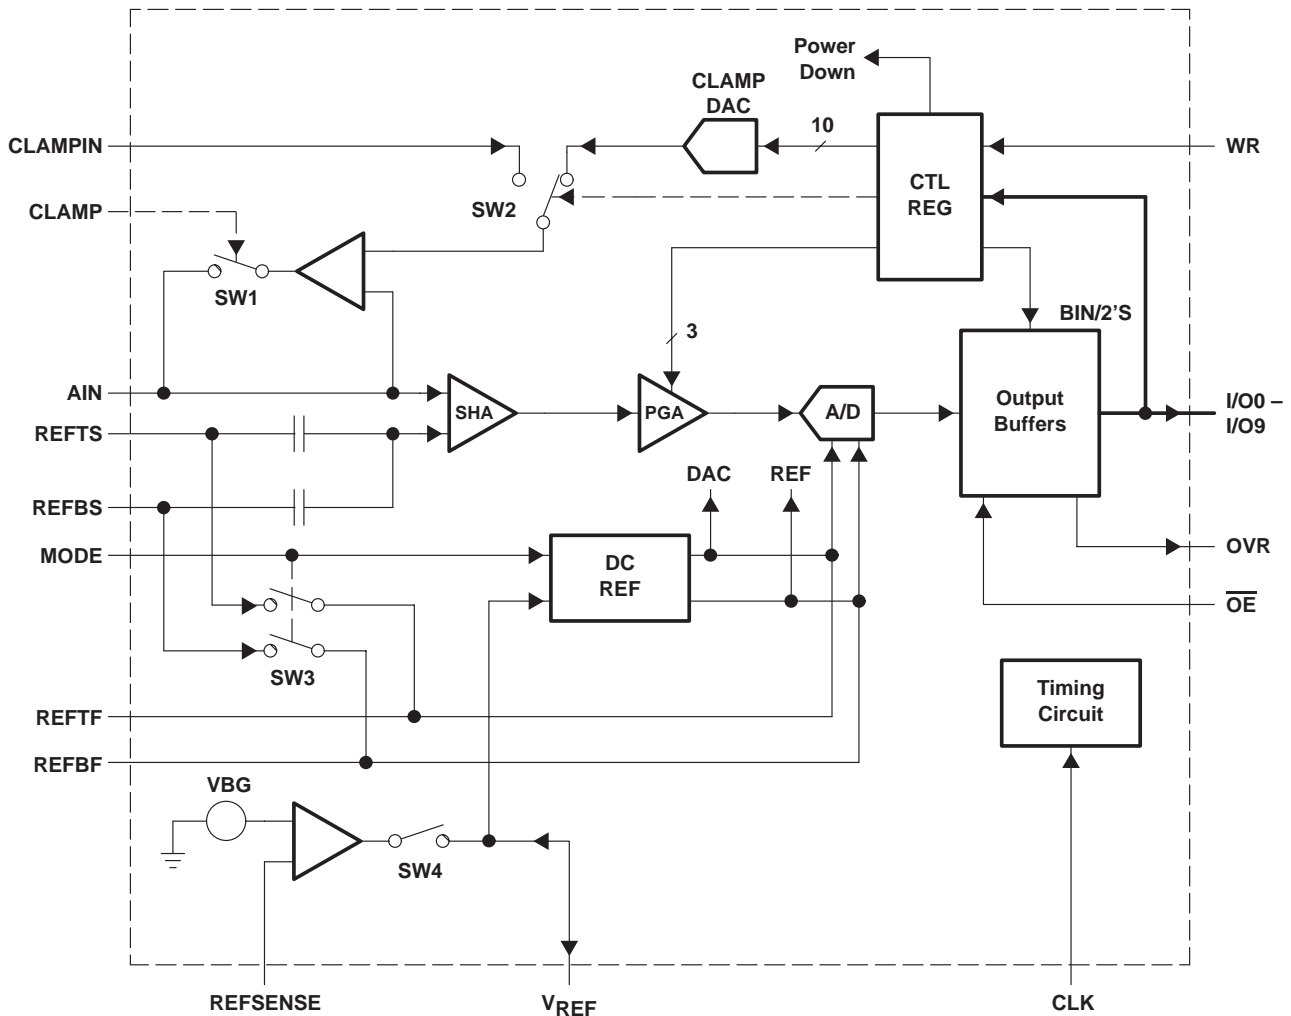 Power
Down
CLAMP
DAC
10
CLAMPIN
WR
CTL
REG
CLAMP
SW2
SW1
BIN/2'S
3
AIN
SHA
PGA
A/D
Output
Buffers
I/O0 –
I/O9
REFTS
DAC
REF
REFBS
MODE
DC
REF
OVR
OE
SW3
Timing
Circuit
REFTF
REFBF
VBG
SW4
REFSENSE
VREF
CLK